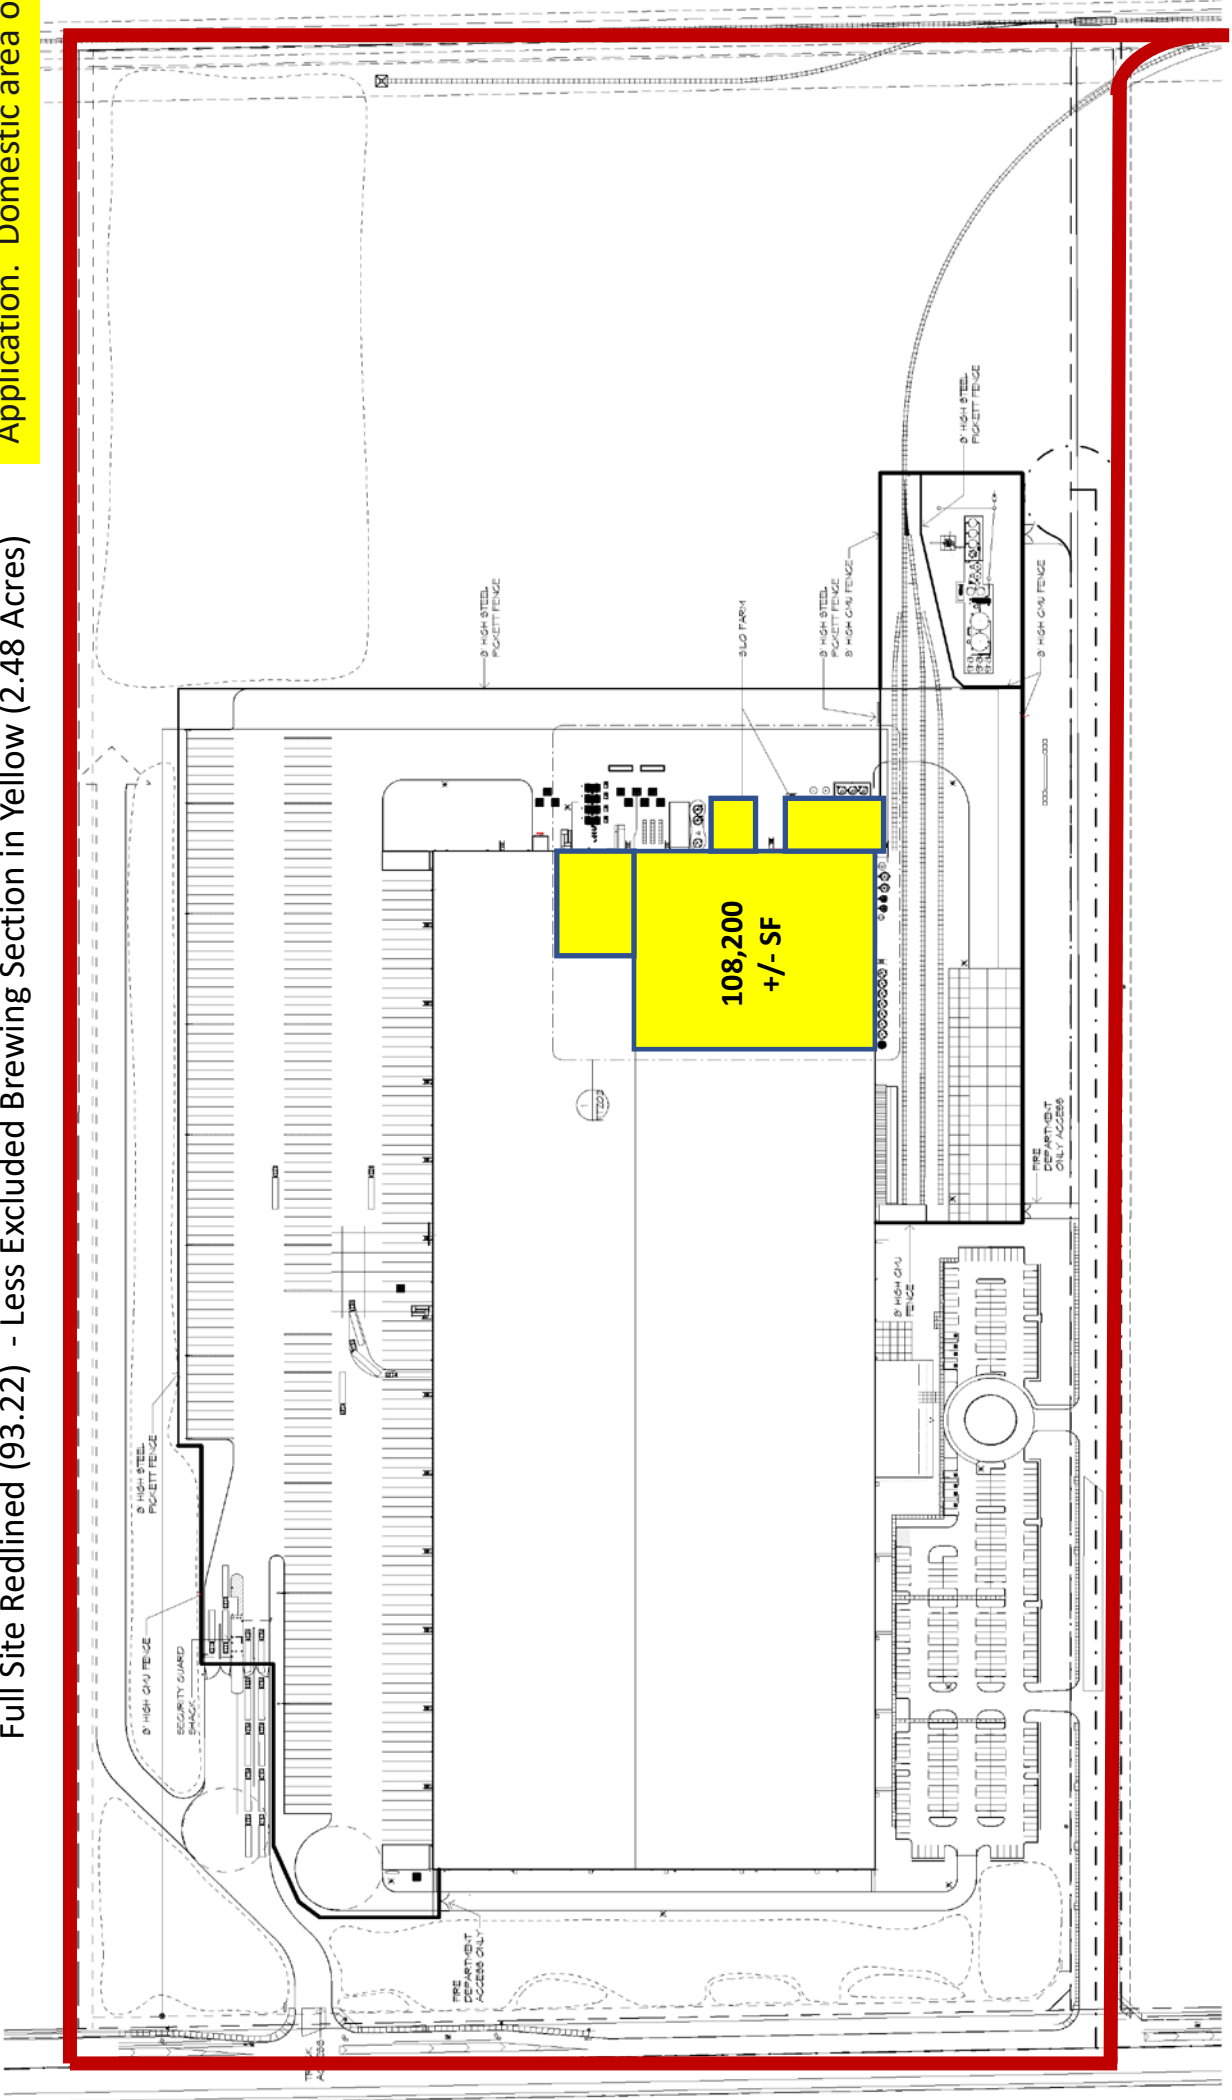 Application. Domestic area o
Full Site Redlined (93.22) - Less Excluded Brewing Section in Yellow (2.48 Acres)
8' HIGH STEEL
PICKETT FENCE
8' HIGH CMU FENCE
SECURITY GUARD
SHACK
8' HIGH STEEL
PICKETT FENCE
SILO FARM
8' HIGH STEEL
PICKETT FENCE
8' HIGH CMU FENCE
8' HIGH STEEL
PICKETT FENCE
8' HIGH CMU FENCE
108,200
+/- SF
FIRE
DEPARTMENT
ONLY ACCESS
8' HIGH CMU
FENCE
FIRE
DEPARTMENT
ACCESS ONLY